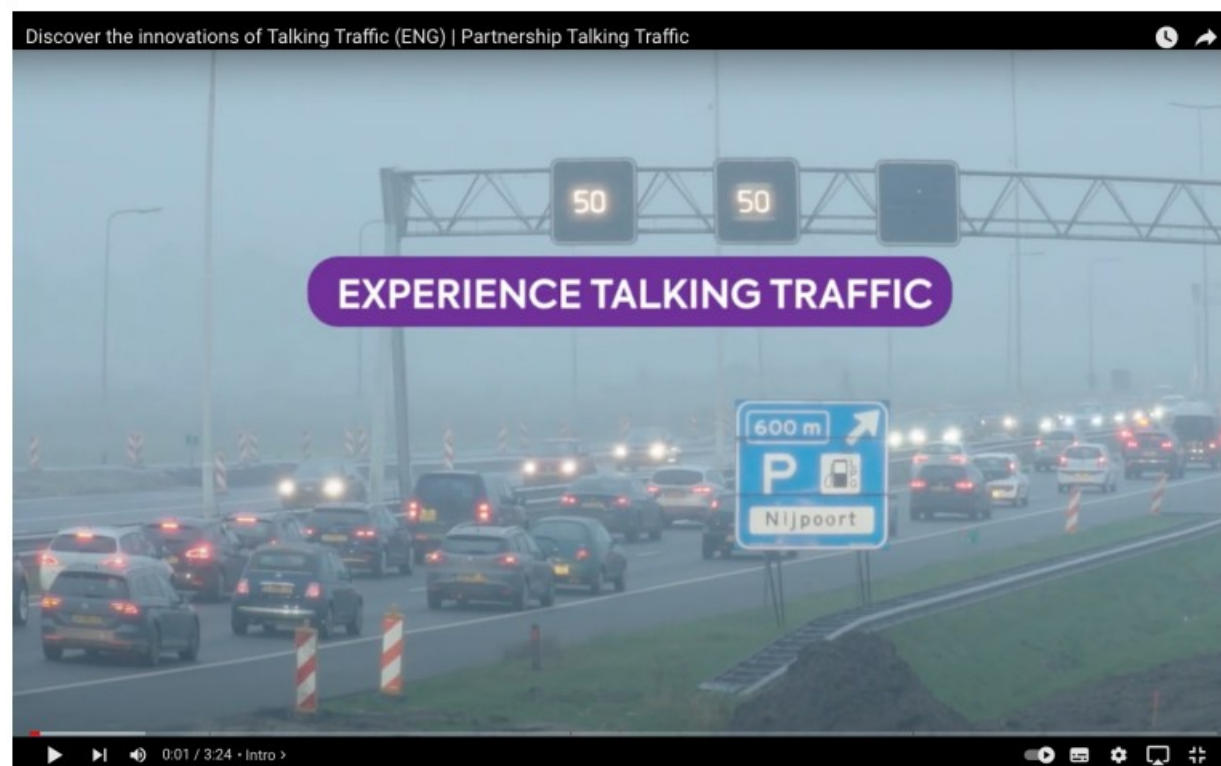 Discover the innovations of Talking Traffic (ENG) | Partnership Talking Traffic
50 50
EXPERIENCE TALKING TRAFFIC
600 m
P
Nijpoort
0:01 / 3:24 • Intro >